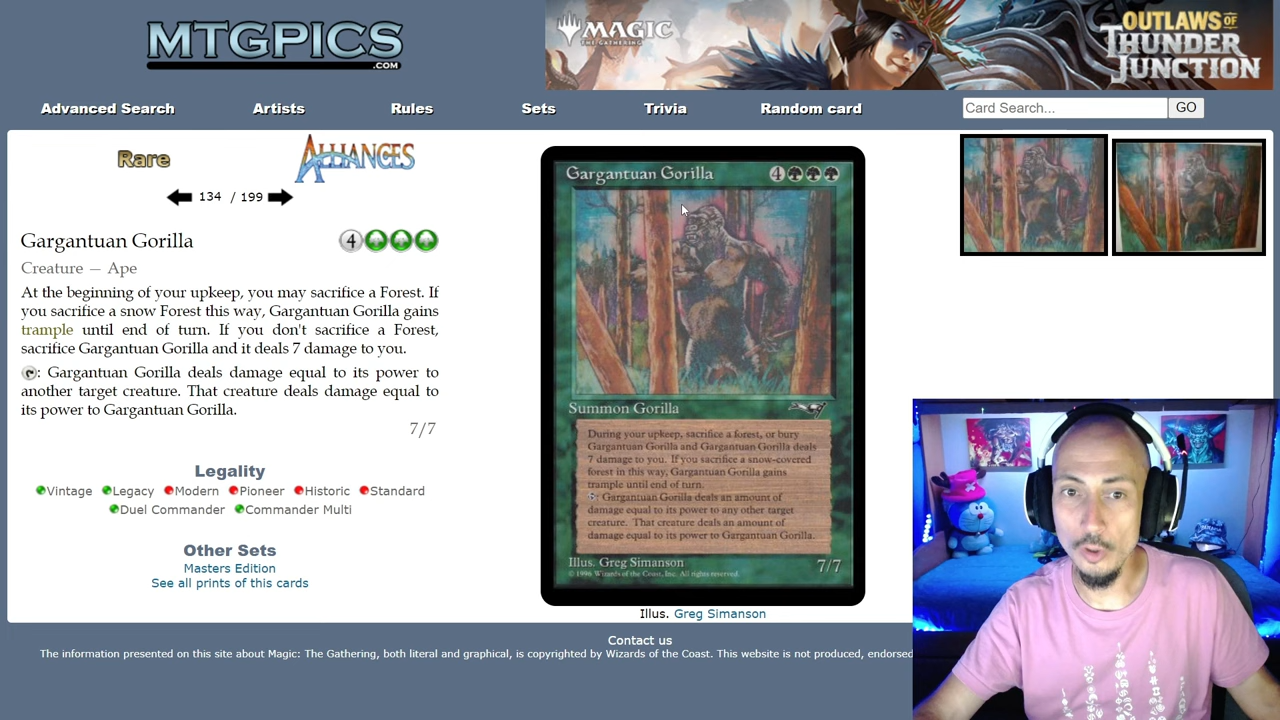 MTGPICS
.COM
MAGIC
THE GATHERING
OUTLAWS OF
THUNDER
JUNCTION
Advanced Search
Artists
Rules
Sets
Trivia
Random card
Card Search...
GO
Rare
ALLIANCES
134 / 199
Gargantuan Gorilla
4
Creature — Ape
At the beginning of your upkeep, you may sacrifice a Forest. If
you sacrifice a snow Forest this way, Gargantuan Gorilla gains
trample until end of turn. If you don't sacrifice a Forest,
sacrifice Gargantuan Gorilla and it deals 7 damage to you.
: Gargantuan Gorilla deals damage equal to its power to
another target creature. That creature deals damage equal to
its power to Gargantuan Gorilla.
7/7
Legality
Vintage Legacy Modern Pioneer Historic Standard
Duel Commander Commander Multi
Other Sets
Masters Edition
See all prints of this cards
Gargantuan Gorilla
4
Summon Gorilla
During your upkeep, sacrifice a forest, or bury
Gargantuan Gorilla and Gargantuan Gorilla deals
7 damage to you. If you sacrifice a snow-covered
forest in this way, Gargantuan Gorilla gains
trample until end of turn.
: Gargantuan Gorilla deals an amount of
damage equal to its power to any other target
creature. That creature deals an amount of
damage equal to its power to Gargantuan Gorilla.
Illus. Greg Simanson
7/7
© 1996 Wizards of the Coast, Inc. All rights reserved.
Illus. Greg Simanson
Contact us
The information presented on this site about Magic: The Gathering, both literal and graphical, is copyrighted by Wizards of the Coast. This website is not produced, endorsed